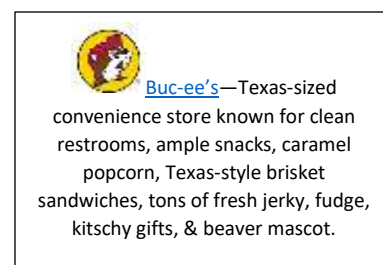 Buc-ee's—Texas-sized
convenience store known for clean
restrooms, ample snacks, caramel
popcorn, Texas-style brisket
sandwiches, tons of fresh jerky, fudge,
kitschy gifts, & beaver mascot.